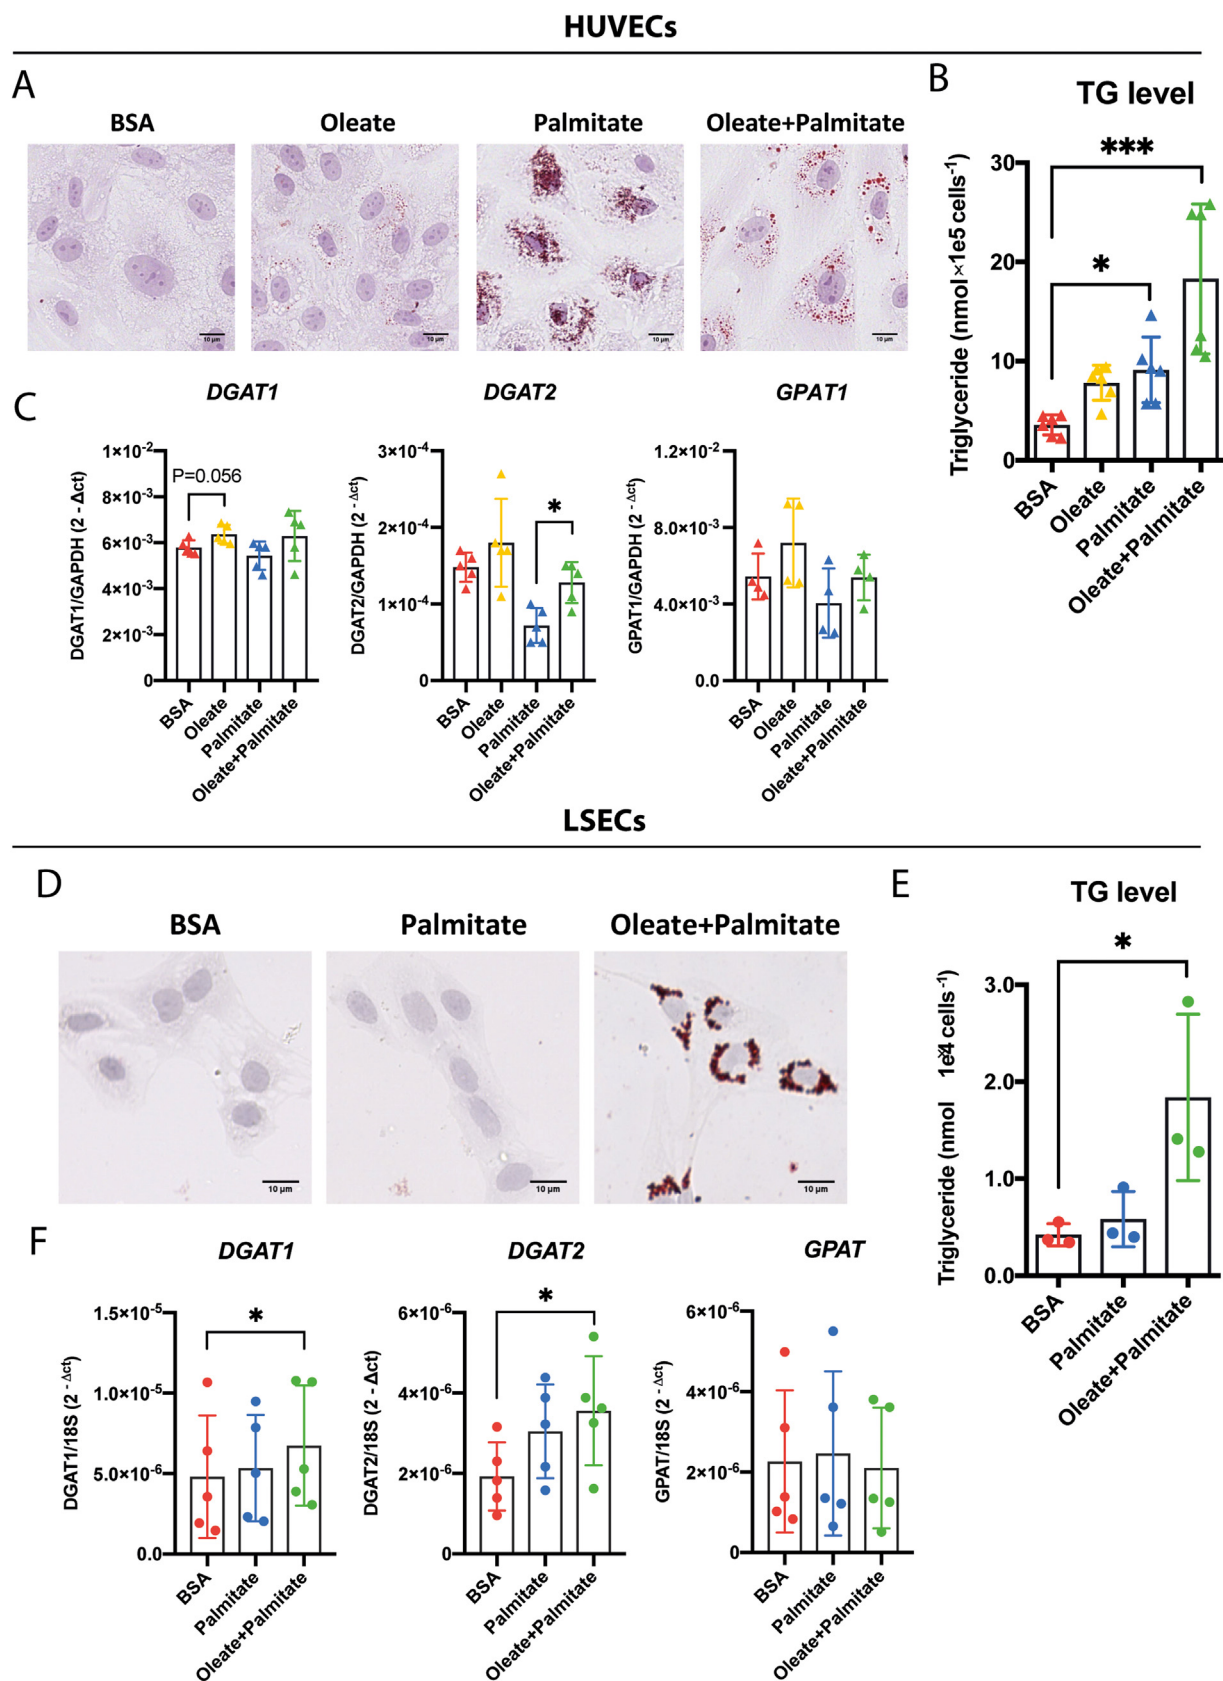 HUVECs
A
BSA
Oleate
Palmitate
Oleate+Palmitate
10 µm
10 µm
10 µm
10 µm
B
TG level
Triglyceride (nmol ×1e5 cells⁻¹)
30
20
10
0
***
*
BSA
Oleate
Palmitate
Oleate+Palmitate
C
DGAT1
DGAT1/GAPDH (2 - Δct)
1×10-2
8×10-3
6×10-3
4×10-3
2×10-3
0
P=0.056
BSA
Oleate
Palmitate
Oleate+Palmitate
DGAT2
DGAT2/GAPDH (2 - Δct)
3×10-4
2×10-4
1×10-4
0
*
BSA
Oleate
Palmitate
Oleate+Palmitate
GPAT1
GPAT1/GAPDH (2 - Δct)
1.2×10-2
8.0×10-3
4.0×10-3
0.0
BSA
Oleate
Palmitate
Oleate+Palmitate
LSECs
D
BSA
Palmitate
Oleate+Palmitate
10 µm
10 µm
10 µm
E
TG level
Triglyceride (nmol 1e4 cells⁻¹)
3.0
2.0
1.0
0.0
*
BSA
Palmitate
Oleate+Palmitate
F
DGAT1
DGAT1/18S (2 - Δct)
1.5×10-5
1.0×10-5
5.0×10-6
0.0
*
BSA
Palmitate
Oleate+Palmitate
DGAT2
DGAT2/18S (2 - Δct)
6×10-6
4×10-6
2×10-6
0
*
BSA
Palmitate
Oleate+Palmitate
GPAT
GPAT/18S (2 - Δct)
6×10-6
4×10-6
2×10-6
0
BSA
Palmitate
Oleate+Palmitate